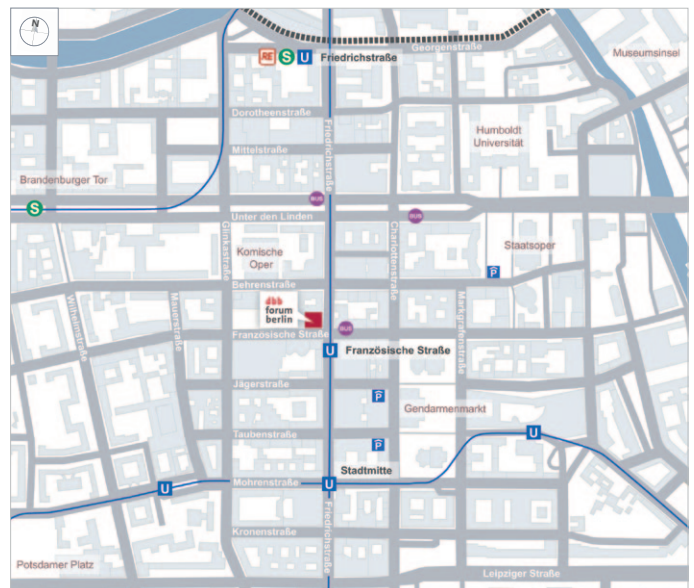 N
Georgenstraße
RE S U Friedrichstraße
Museumsinsel
Dorotheenstraße
Friedrichstraße
Humboldt
Universität
Mittelstraße
Brandenburger Tor
S
BUS
Unter den Linden
BUS
Glinkastraße
Charlottenstraße
Komische
Oper
Staatsoper
P
Behrenstraße
Wilhelmstraße
Mauerstraße
Markgrafenstraße
dbb
forum
berlin
BUS
Französische Straße
U Französische Straße
Jägerstraße
P
Gendarmenmarkt
Taubenstraße
P
U
Stadtmitte
U
Mohrenstraße
U
Friedrichstraße
Kronenstraße
Potsdamer Platz
Leipziger Straße